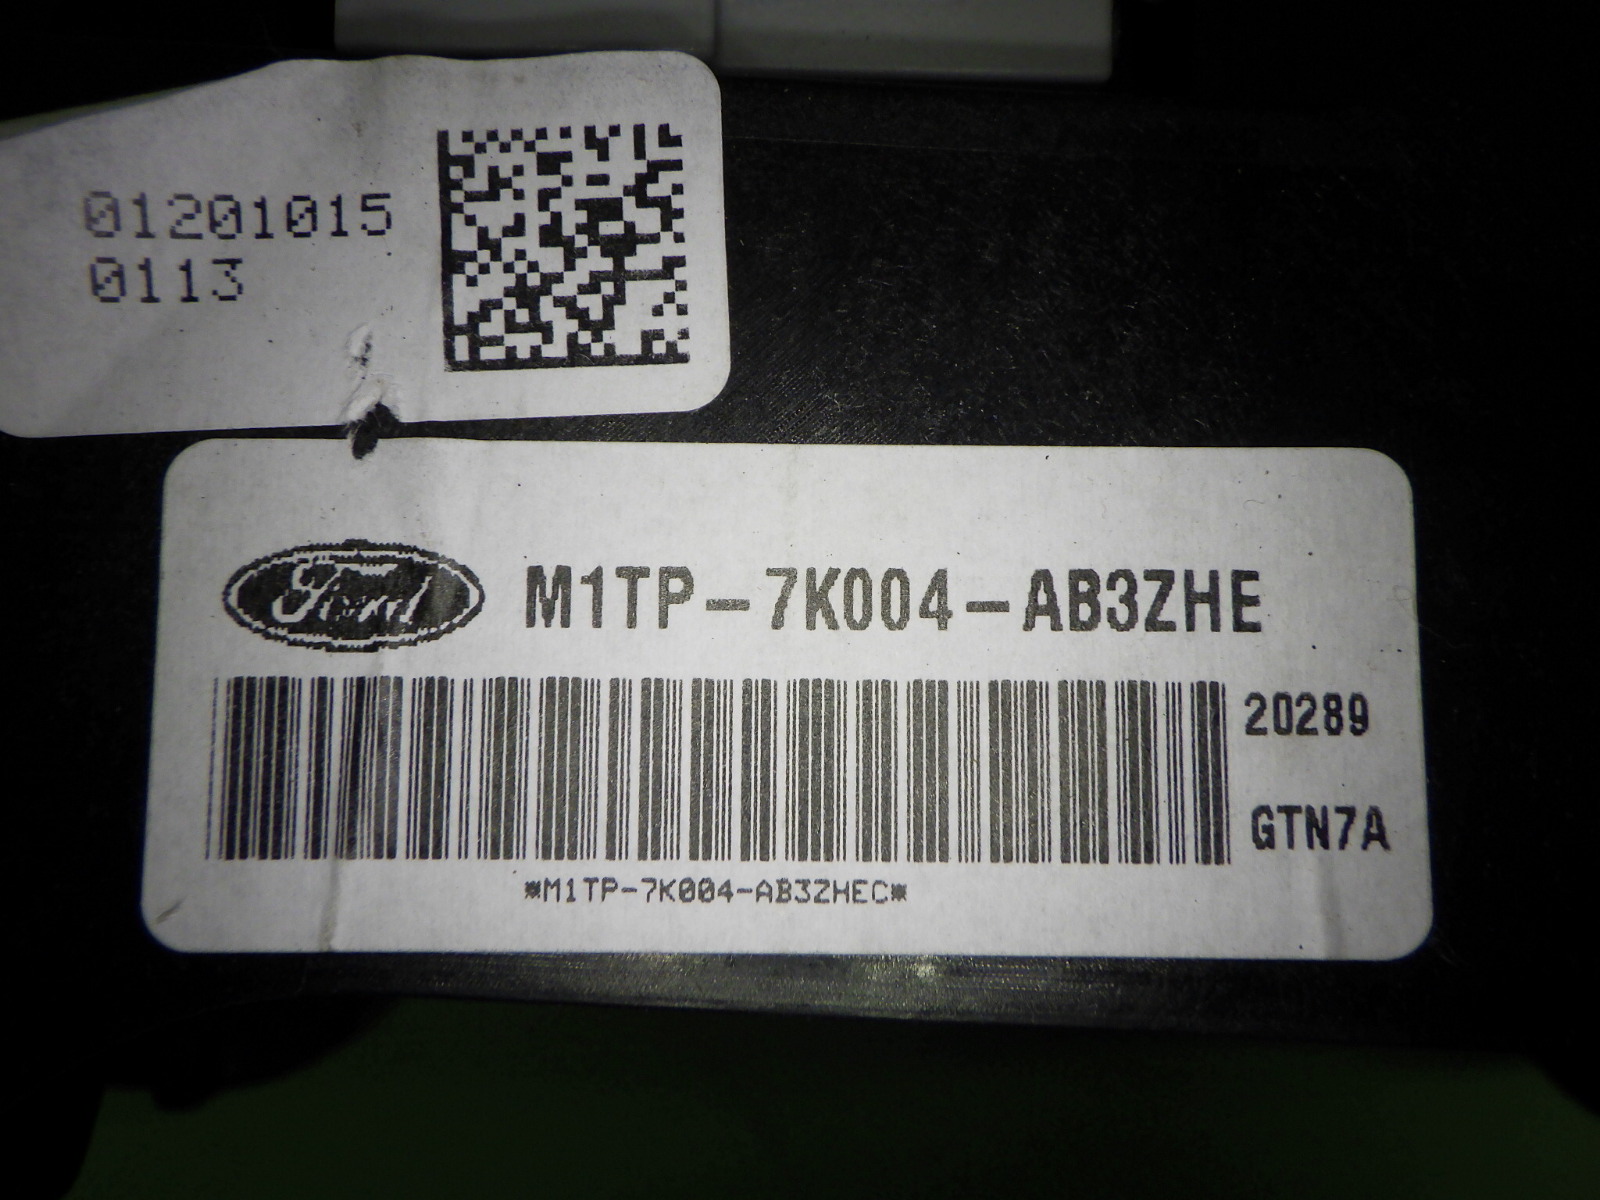 01201015
0113
Ford
M1TP-7K004-AB3ZHE
20289
GTN7A
*M1TP-7K004-AB3ZHEC*